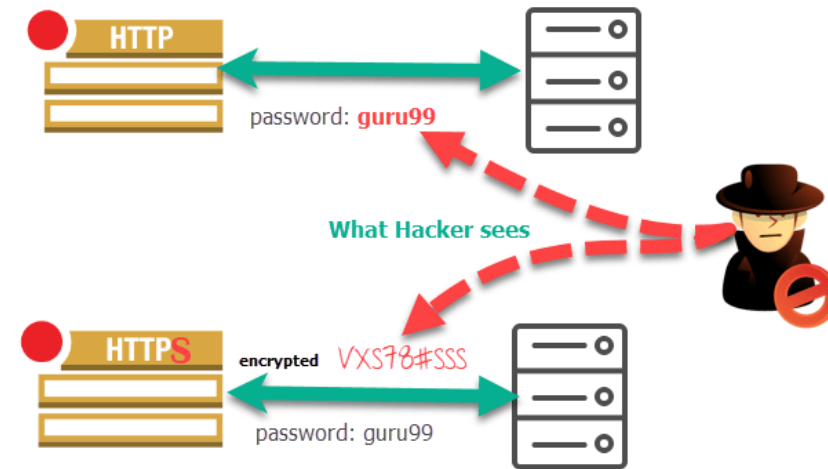 HTTP
password: guru99
What Hacker sees
HTTPS
encrypted VXS78#SSS
password: guru99